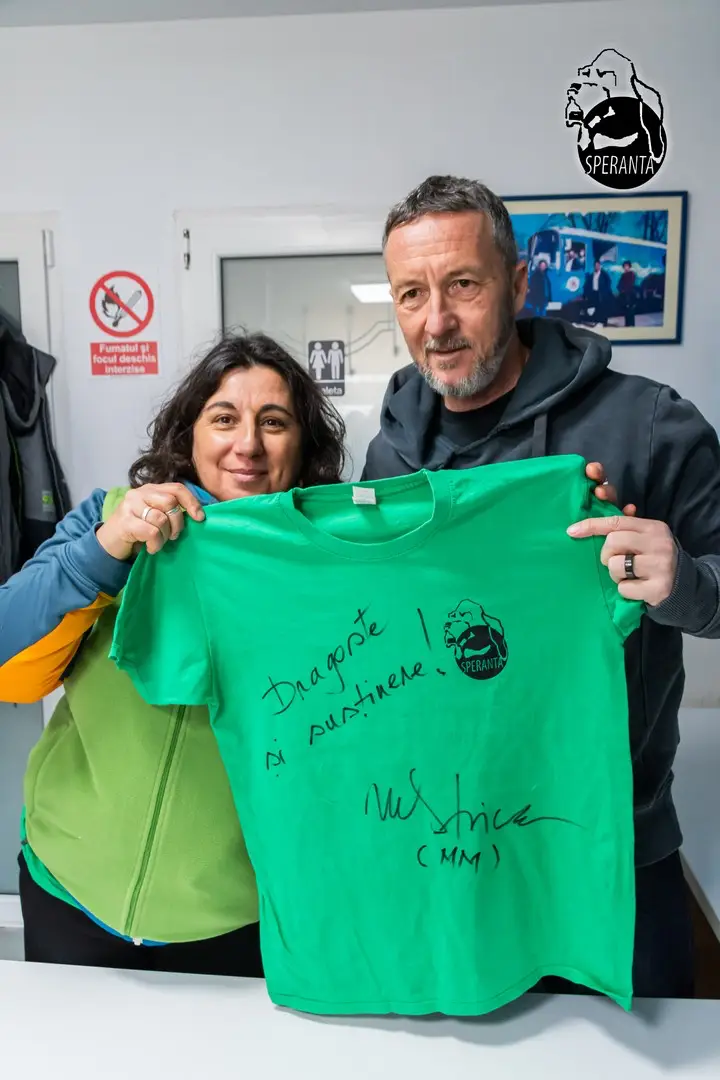 SPERANTA
Fumatul și
focul deschis
interzise
Dragoste
și susținere!
SPERANTA
(MM)